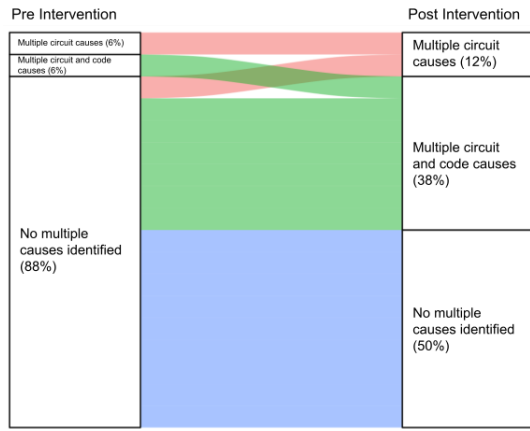 Pre Intervention
Post Intervention
Multiple circuit causes (6%)
Multiple circuit and code
causes (6%)
No multiple
causes identified
(88%)
Multiple circuit
causes (12%)
Multiple circuit
and code causes
(38%)
No multiple
causes identified
(50%)